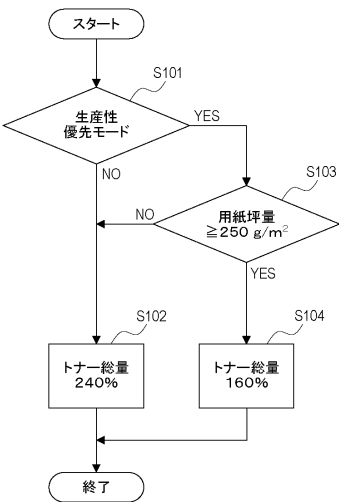 スタート
S101
生産性
優先モード
YES
NO
S103
用紙坪量
≧250 g/m²
NO
YES
S102
トナー総量
240%
S104
トナー総量
160%
終了